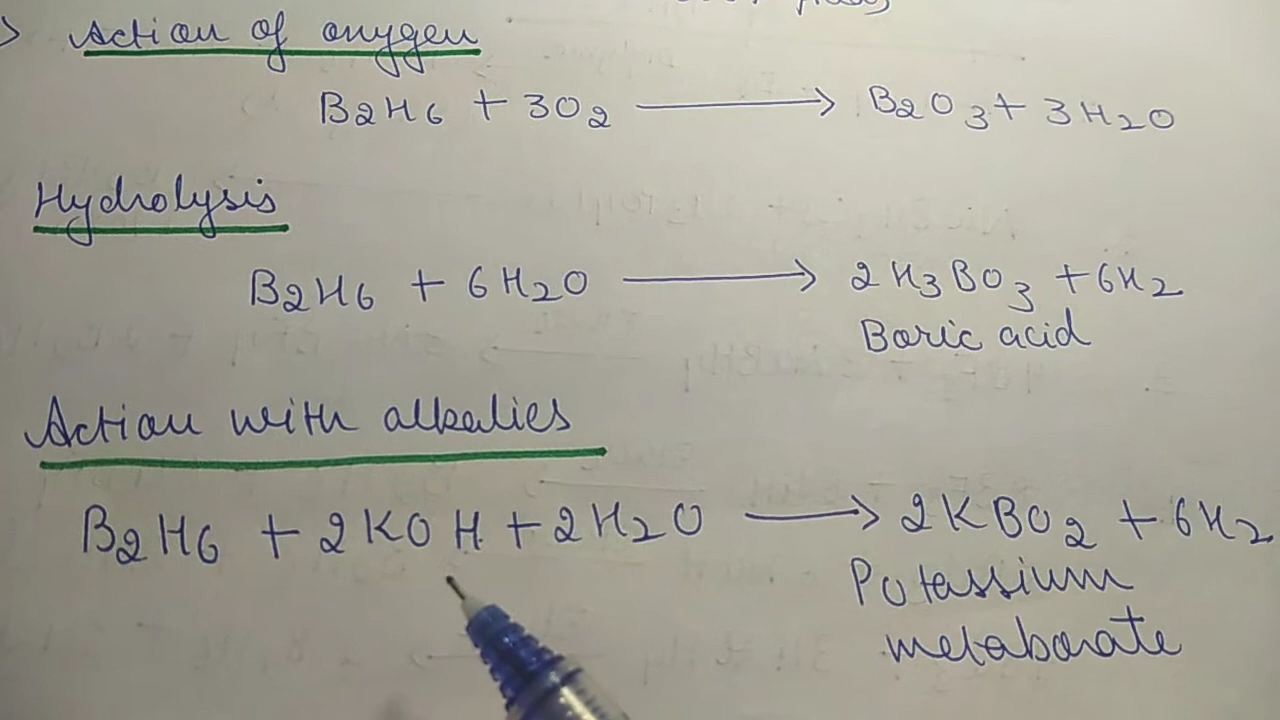 Action of oxygen
B2H6 + 3O2 ⟶ B2O3 + 3H2O
Hydrolysis
B2H6 + 6H2O ⟶ 2H3BO3 + 6H2
Boric acid
Action with alkalies
B2H6 + 2KOH + 2H2O ⟶ 2KBO2 + 6H2
Potassium
metaborate